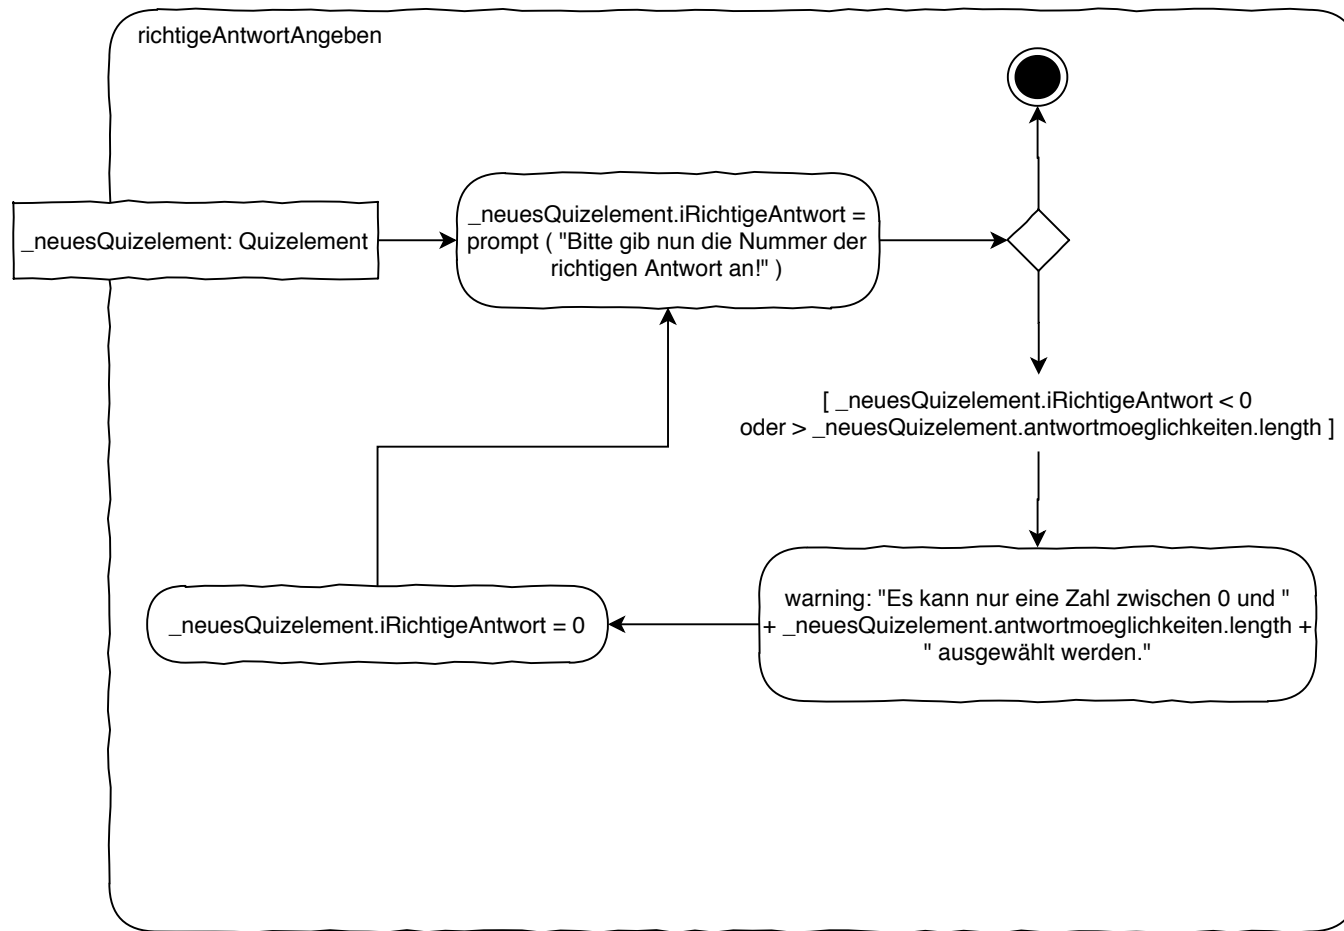 richtigeAntwortAngeben
_neuesQuizelement: Quizelement
_neuesQuizelement.iRichtigeAntwort =
prompt ( "Bitte gib nun die Nummer der
richtigen Antwort an!" )
[ _neuesQuizelement.iRichtigeAntwort < 0
oder > _neuesQuizelement.antwortmoeglichkeiten.length ]
warning: "Es kann nur eine Zahl zwischen 0 und "
+ _neuesQuizelement.antwortmoeglichkeiten.length +
" ausgewählt werden."
_neuesQuizelement.iRichtigeAntwort = 0